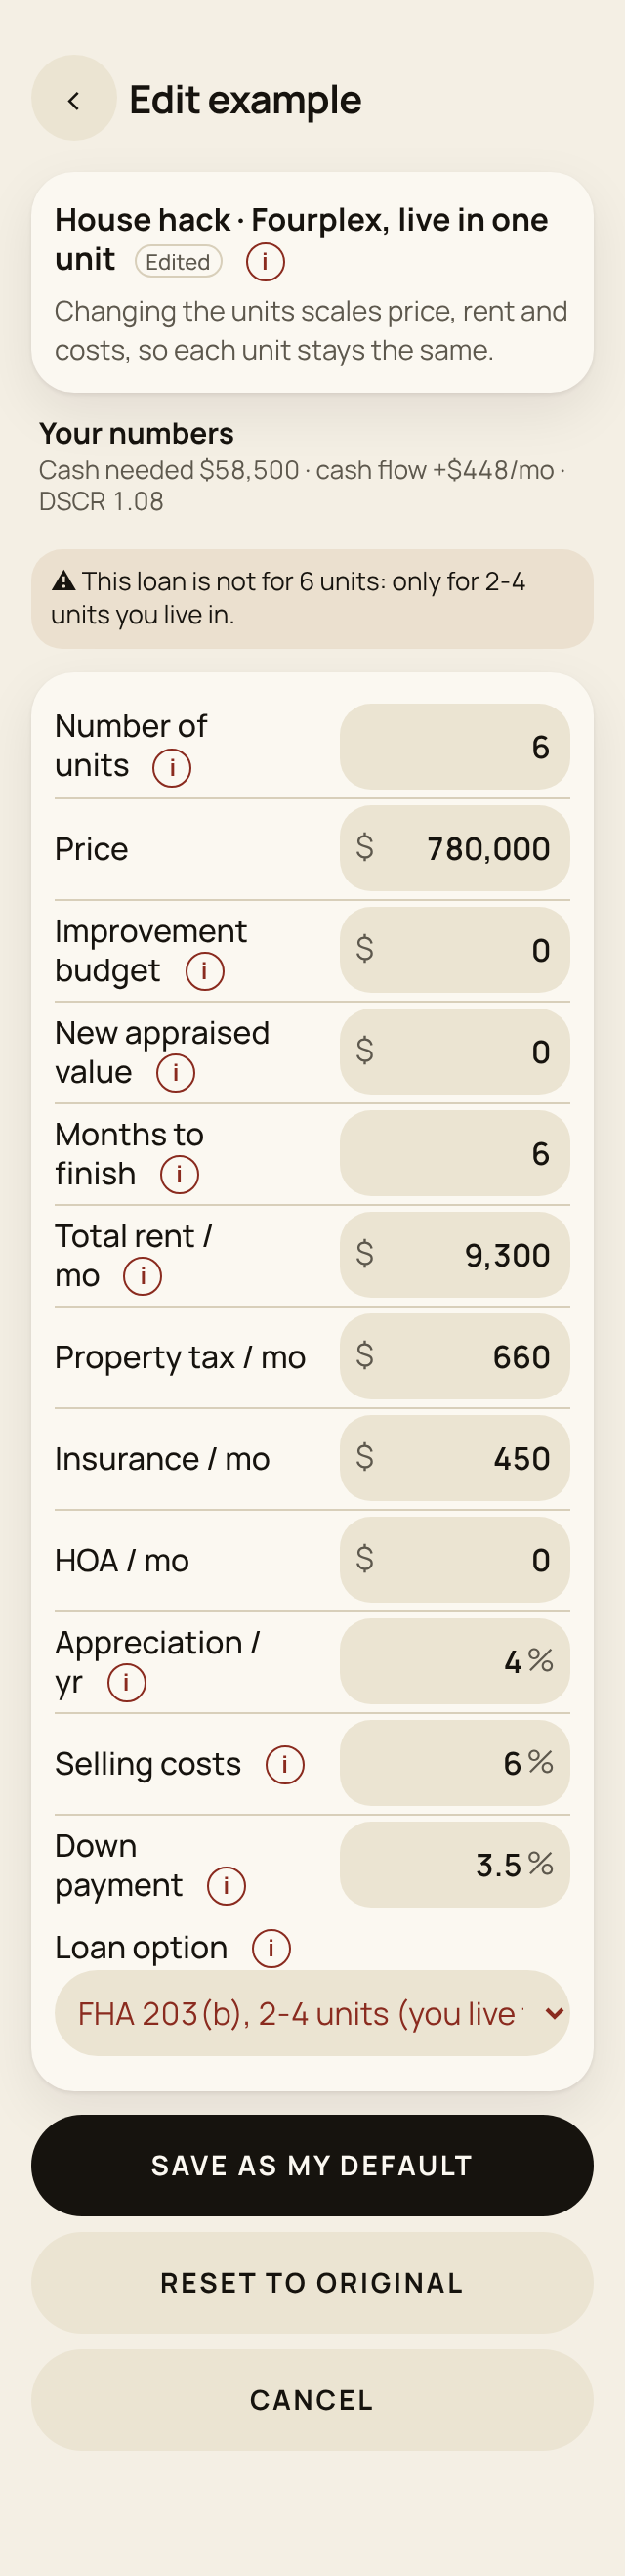 Edit example
House hack · Fourplex, live in one
unit Edited i
Changing the units scales price, rent and
costs, so each unit stays the same.
Your numbers
Cash needed $58,500 · cash flow +$448/mo ·
DSCR 1.08
⚠ This loan is not for 6 units: only for 2-4
units you live in.
Number of
units i
6
Price
$ 780,000
Improvement
budget i
$ 0
New appraised
value i
$ 0
Months to
finish i
6
Total rent /
mo i
$ 9,300
Property tax / mo
$ 660
Insurance / mo
$ 450
HOA / mo
$ 0
Appreciation /
yr i
4 %
Selling costs i
6 %
Down
payment i
3.5 %
Loan option i
FHA 203(b), 2-4 units (you live
SAVE AS MY DEFAULT
RESET TO ORIGINAL
CANCEL